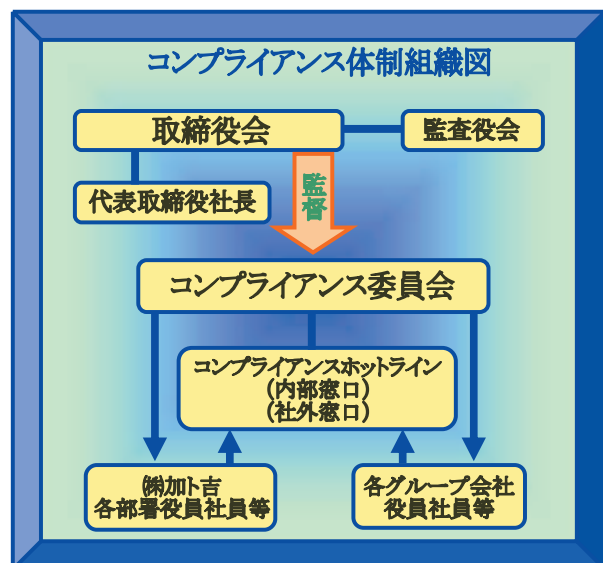 コンプライアンス体制組織図
取締役会
監査役会
代表取締役社長
監督
コンプライアンス委員会
コンプライアンスホットライン
(内部窓口)
(社外窓口)
㈱加ト吉
各部署役員社員等
各グループ会社
役員社員等